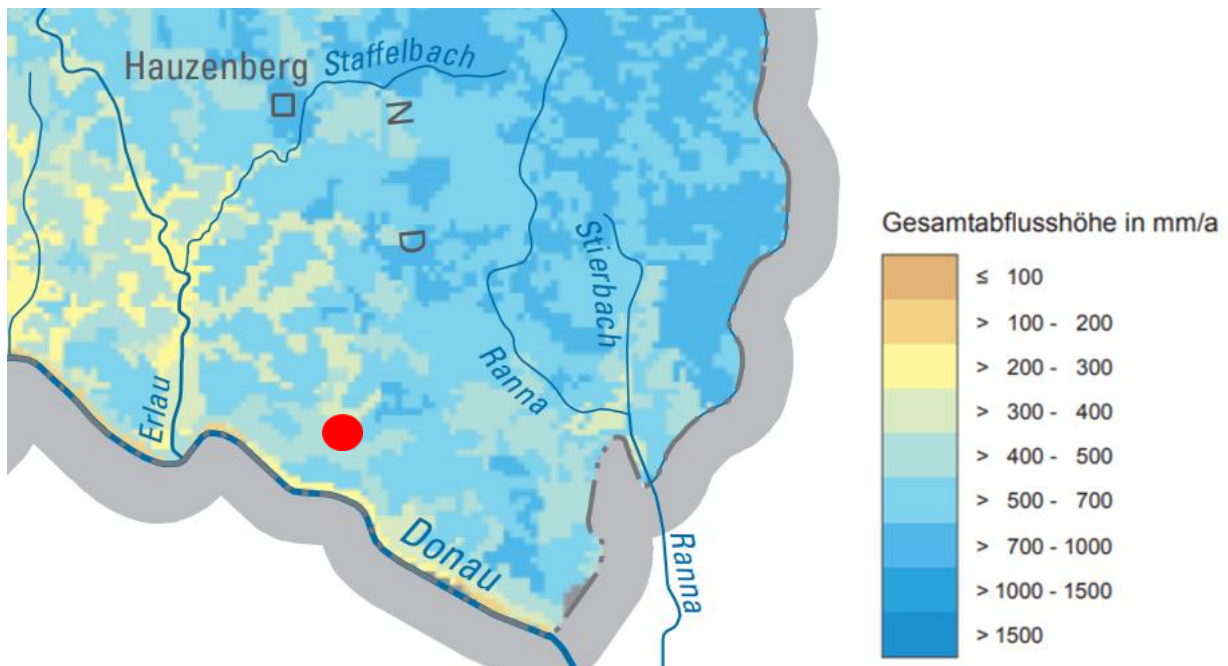 Hauzenberg
Staffelbach
N
D
Stierbach
Ranna
Erlau
Donau
Ranna
Gesamtabflusshöhe in mm/a
≤ 100
> 100 - 200
> 200 - 300
> 300 - 400
> 400 - 500
> 500 - 700
> 700 - 1000
> 1000 - 1500
> 1500